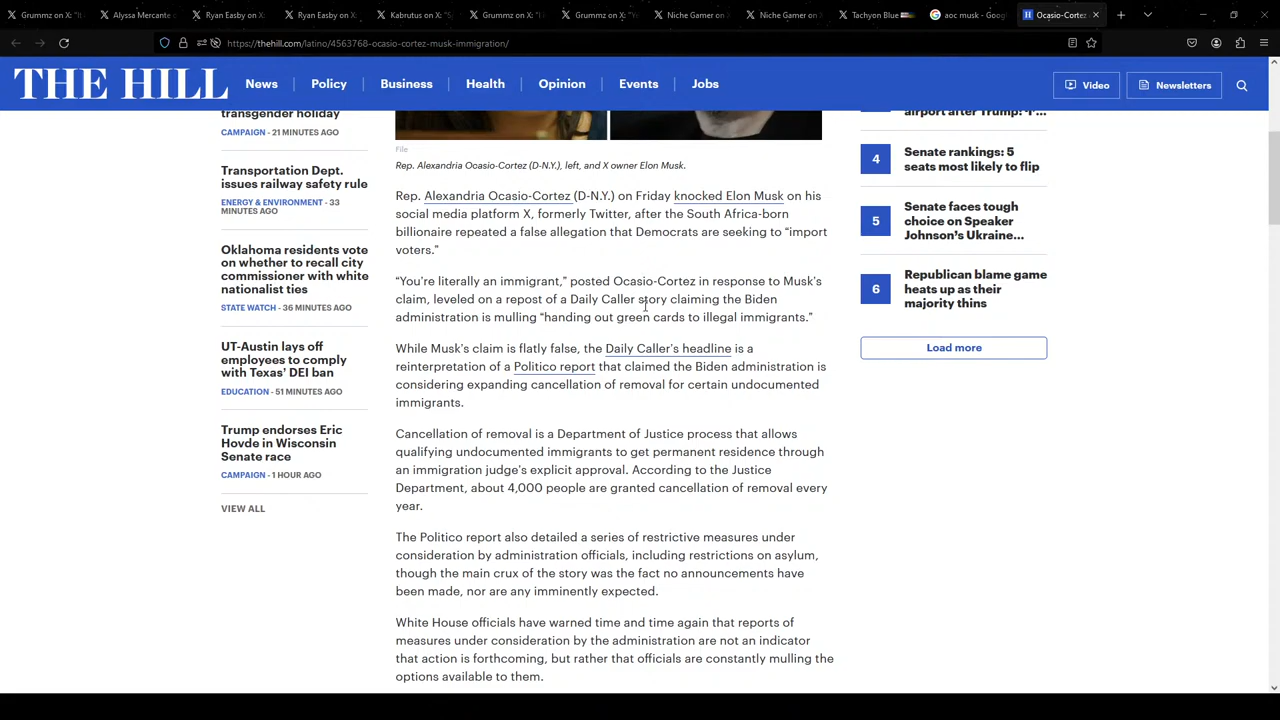 Grummz on X: "It
Alyssa Mercante o
Ryan Easby on X:
Ryan Easby on X:
Kabrutus on X: "S
Grummz on X: "I
Grummz on X: "Yo
Niche Gamer on X
Niche Gamer on X
Tachyon Blue
aoc musk - Goog
Ocasio-Cortez
https://thehill.com/latino/4563768-ocasio-cortez-musk-immigration/
THE HILL
News
Policy
Business
Health
Opinion
Events
Jobs
Video
Newsletters
transgender holiday
CAMPAIGN - 21 MINUTES AGO
Transportation Dept.
issues railway safety rule
ENERGY & ENVIRONMENT - 33
MINUTES AGO
Oklahoma residents vote
on whether to recall city
commissioner with white
nationalist ties
STATE WATCH - 36 MINUTES AGO
UT-Austin lays off
employees to comply
with Texas' DEI ban
EDUCATION - 51 MINUTES AGO
Trump endorses Eric
Hovde in Wisconsin
Senate race
CAMPAIGN - 1 HOUR AGO
VIEW ALL
File
Rep. Alexandria Ocasio-Cortez (D-N.Y.), left, and X owner Elon Musk.
Rep. Alexandria Ocasio-Cortez (D-N.Y.) on Friday knocked Elon Musk on his
social media platform X, formerly Twitter, after the South Africa-born
billionaire repeated a false allegation that Democrats are seeking to “import
voters.”
“You're literally an immigrant,” posted Ocasio-Cortez in response to Musk's
claim, leveled on a repost of a Daily Caller story claiming the Biden
administration is mulling “handing out green cards to illegal immigrants.”
While Musk's claim is flatly false, the Daily Caller's headline is a
reinterpretation of a Politico report that claimed the Biden administration is
considering expanding cancellation of removal for certain undocumented
immigrants.
Cancellation of removal is a Department of Justice process that allows
qualifying undocumented immigrants to get permanent residence through
an immigration judge's explicit approval. According to the Justice
Department, about 4,000 people are granted cancellation of removal every
year.
The Politico report also detailed a series of restrictive measures under
consideration by administration officials, including restrictions on asylum,
though the main crux of the story was the fact no announcements have
been made, nor are any imminently expected.
White House officials have warned time and time again that reports of
measures under consideration by the administration are not an indicator
that action is forthcoming, but rather that officials are constantly mulling the
options available to them.
airport after Trump: 'I'
4
Senate rankings: 5
seats most likely to flip
5
Senate faces tough
choice on Speaker
Johnson's Ukraine...
6
Republican blame game
heats up as their
majority thins
Load more